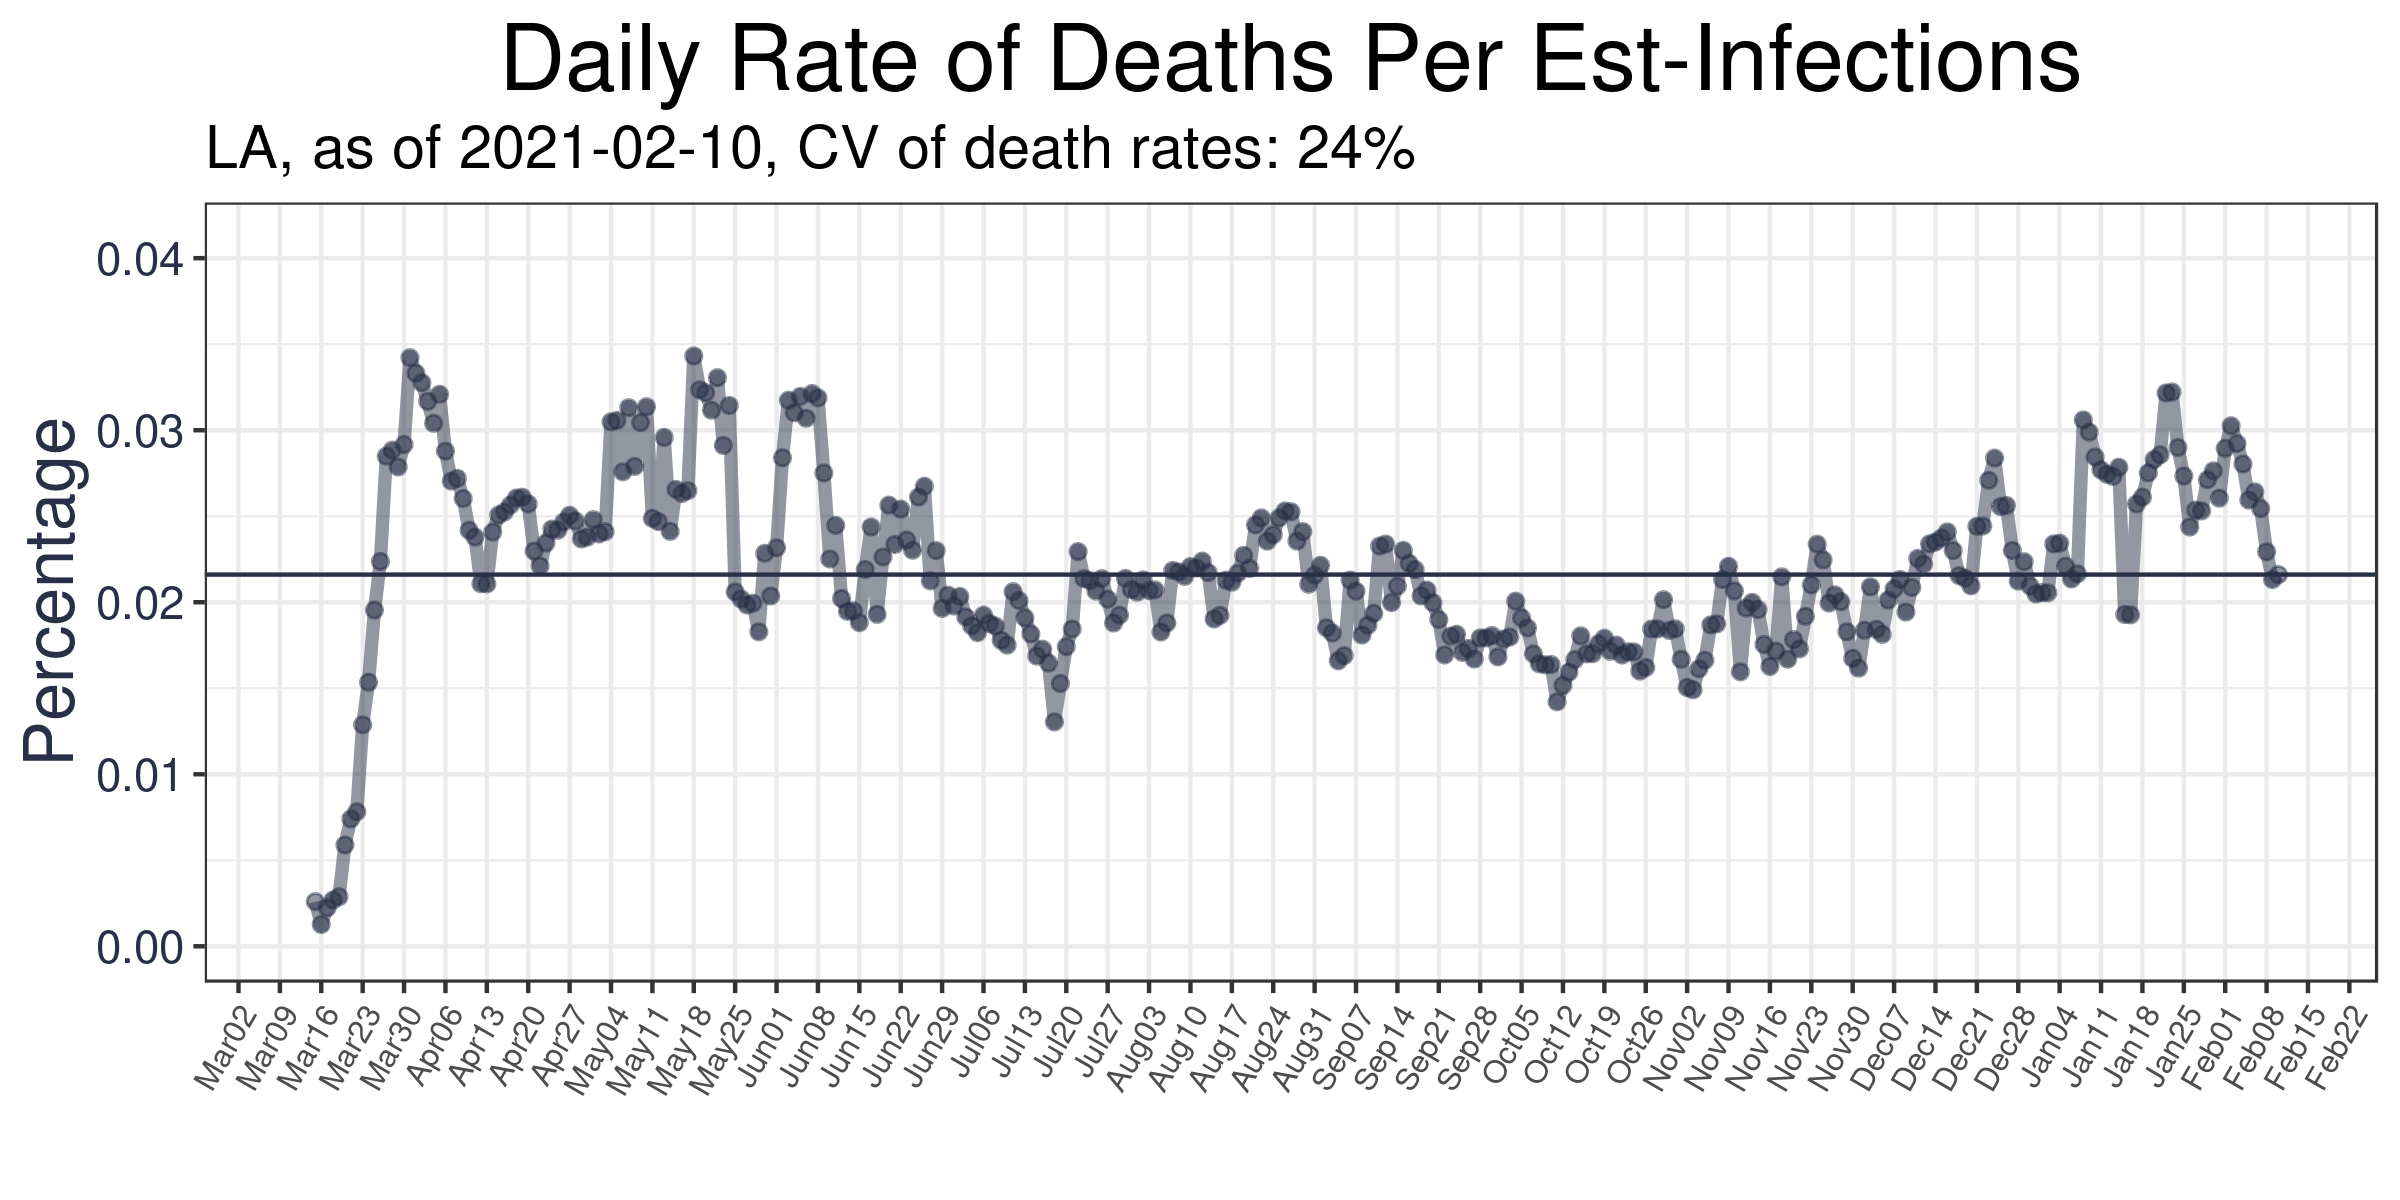 Daily Rate of Deaths Per Est-Infections
LA, as of 2021-02-10, CV of death rates: 24%
Percentage
0.04
0.03
0.02
0.01
0.00
Mar02 Mar09 Mar16 Mar23 Mar30 Apr06 Apr13 Apr20 Apr27 May04 May11 May18 May25 Jun01 Jun08 Jun15 Jun22 Jun29 Jul06 Jul13 Jul20 Jul27 Aug03 Aug10 Aug17 Aug24 Aug31 Sep07 Sep14 Sep21 Sep28 Oct05 Oct12 Oct19 Oct26 Nov02 Nov09 Nov16 Nov23 Nov30 Dec07 Dec14 Dec21 Dec28 Jan04 Jan11 Jan18 Jan25 Feb01 Feb08 Feb15 Feb22